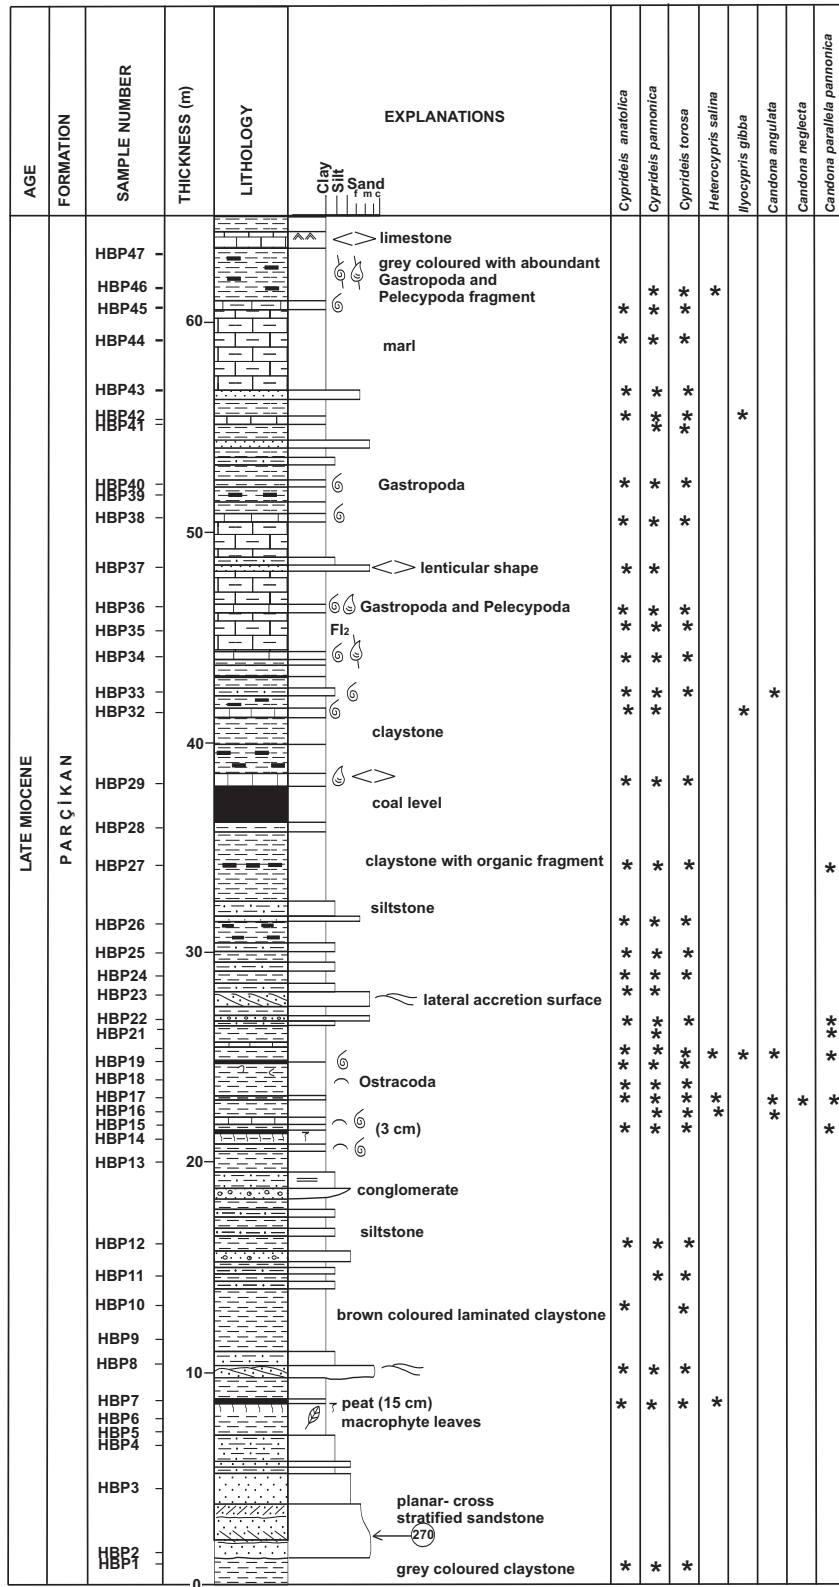 AGE
FORMATION
SAMPLE NUMBER
THICKNESS (m)
LITHOLOGY
EXPLANATIONS
Clay
Silt
Sand
f m c
Cyprideis anatolica
Cyprideis pannonica
Cyprideis torosa
Heterocypris salina
Ilyocypris gibba
Candona angulata
Candona neglecta
Candona parallela pannonica
LATE MIOCENE
PARÇİKAN
limestone
HBP47
grey coloured with aboundant
Gastropoda and
Pelecypoda fragment
HBP46
* * *
HBP45
* * *
60
HBP44
* * *
marl
HBP43
* * *
HBP42
* * * *
HBP41
* *
HBP40
Gastropoda
* * *
HBP39
HBP38
* * *
50
HBP37
lenticular shape
* *
HBP36
Gastropoda and Pelecypoda
* * *
HBP35
Fl2
* * *
HBP34
* * *
HBP33
* * * *
HBP32
* * *
claystone
40
HBP29
* * *
coal level
HBP28
HBP27
claystone with organic fragment
* * * *
siltstone
HBP26
* * *
HBP25
* * *
30
HBP24
* * *
HBP23
* *
lateral accretion surface
HBP22
* * * *
HBP21
* *
* * * * * * *
HBP19
* * *
HBP18
Ostracoda
* * *
HBP17
* * * * * * *
HBP16
* * * *
HBP15
(3 cm)
* * * *
HBP14
HBP13
20
conglomerate
siltstone
HBP12
* * *
HBP11
* *
HBP10
* *
brown coloured laminated claystone
HBP9
HBP8
* * *
10
HBP7
peat (15 cm)
* * * *
HBP6
macrophyte leaves
HBP5
HBP4
HBP3
planar- cross
stratified sandstone
270
HBP2
HBP1
grey coloured claystone
* * *
0